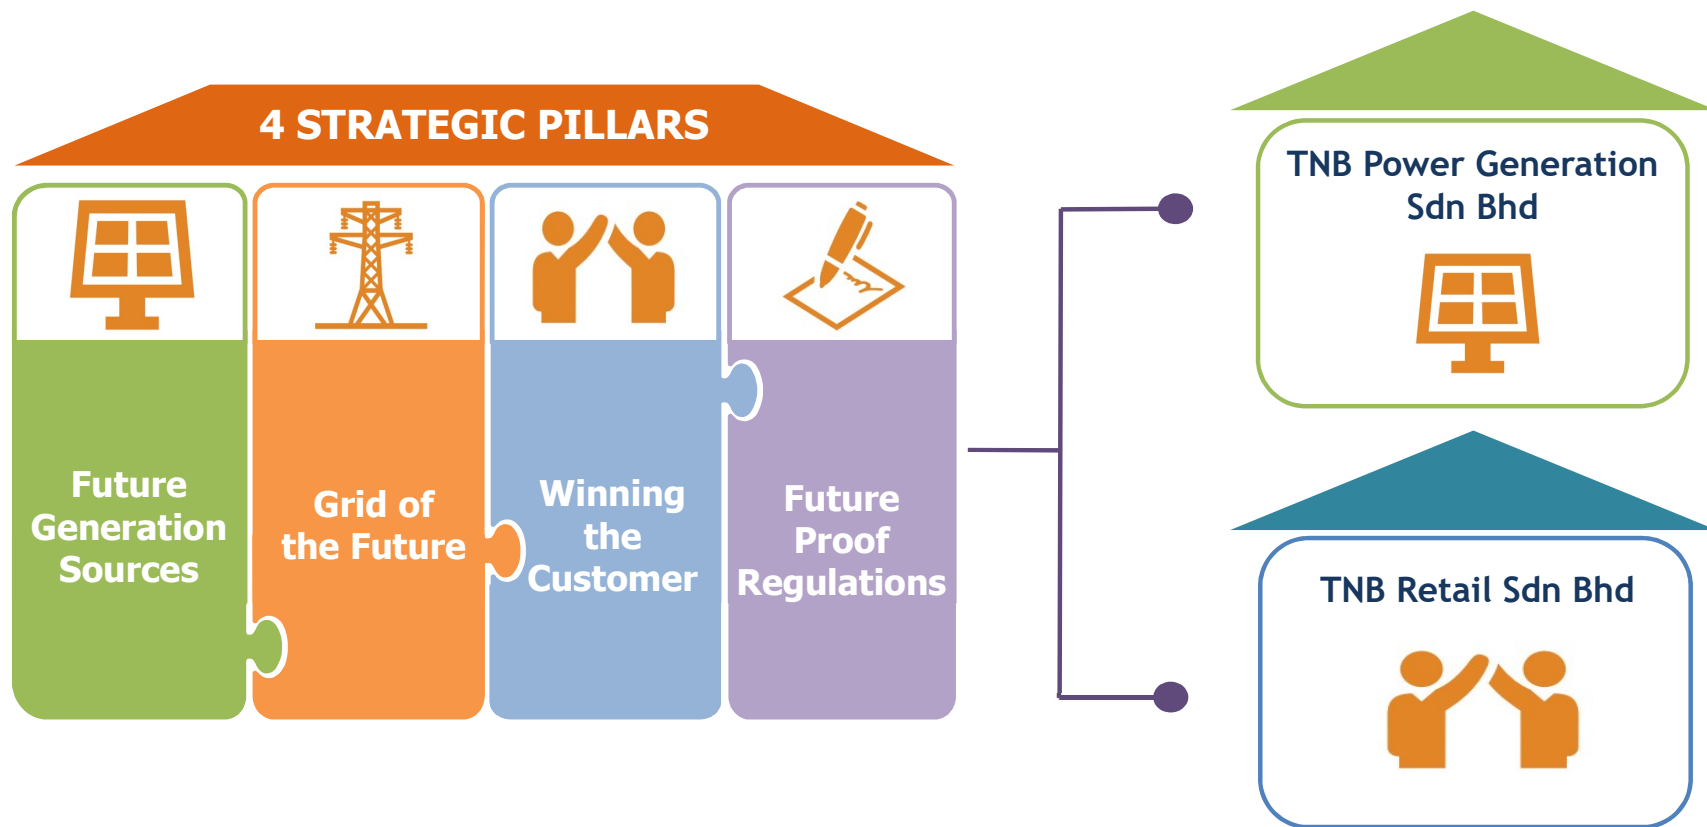 4 STRATEGIC PILLARS
Future
Generation
Sources
Grid of
the Future
Winning
the
Customer
Future
Proof
Regulations
TNB Power Generation
Sdn Bhd
TNB Retail Sdn Bhd